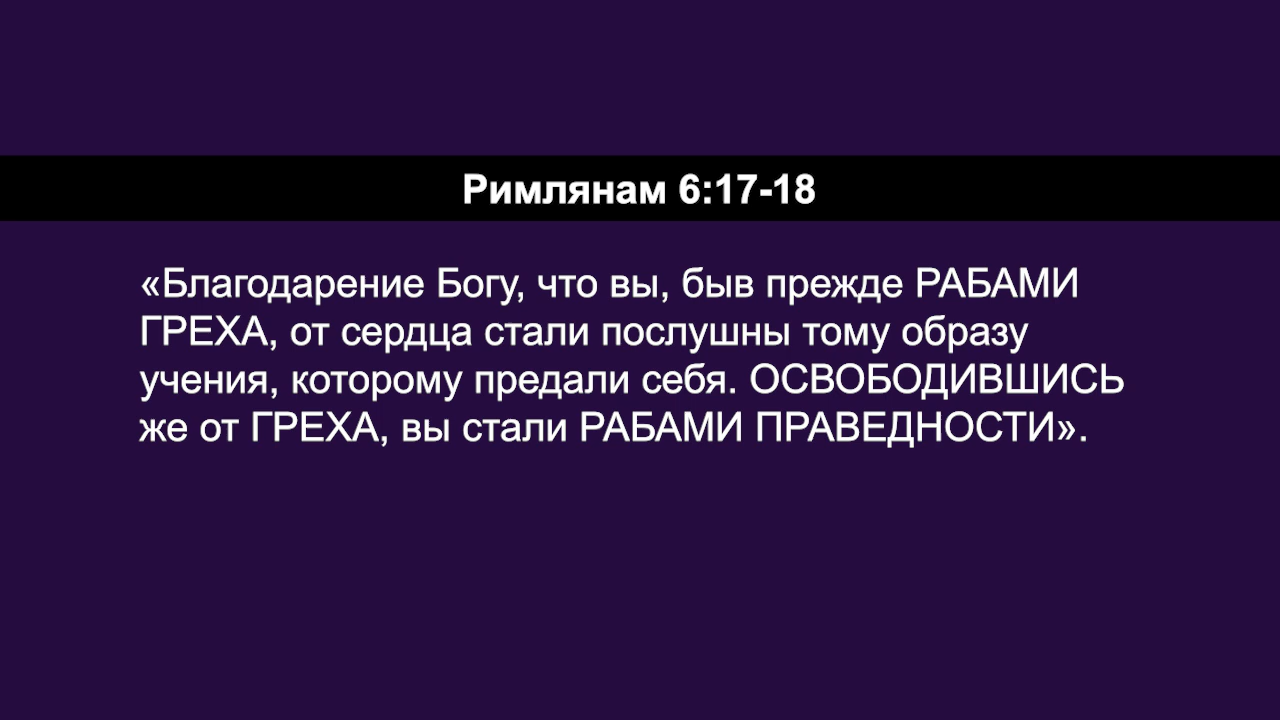 Римлянам 6:17-18
«Благодарение Богу, что вы, быв прежде РАБАМИ
ГРЕХА, от сердца стали послушны тому образу
учения, которому предали себя. ОСВОБОДИВШИСЬ
же от ГРЕХА, вы стали РАБАМИ ПРАВЕДНОСТИ».